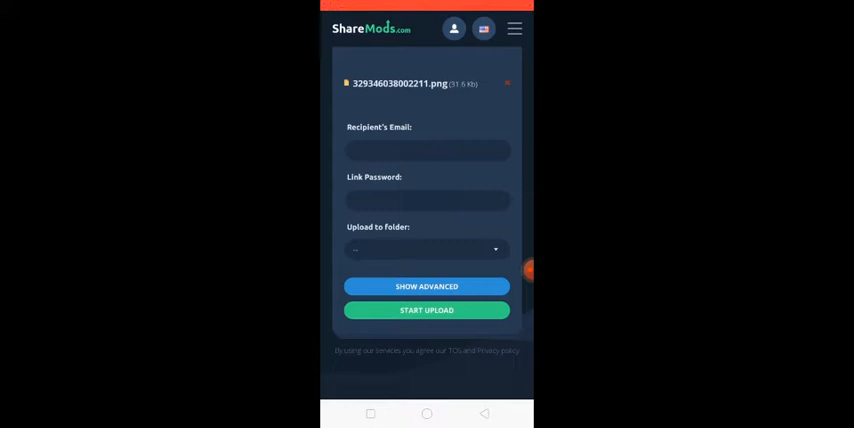 ShareMods.com
329346038002211.png (31.6 Kb)
Recipient's Email:
Link Password:
Upload to folder:
--
SHOW ADVANCED
START UPLOAD
By using our services you agree our TOS and Privacy policy